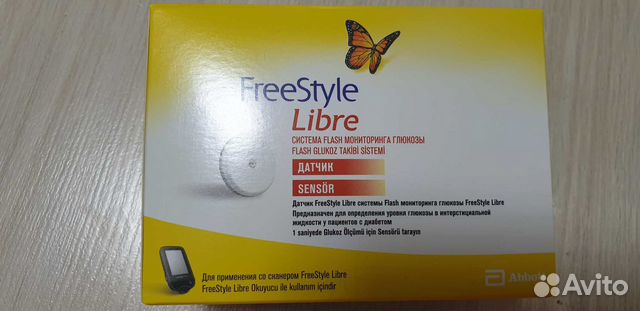 FreeStyle
Libre
СИСТЕМА FLASH МОНИТОРИНГА ГЛЮКОЗЫ
FLASH GLUKOZ TAKİBİ SİSTEMİ
ДАТЧИК
SENSÖR
Датчик FreeStyle Libre системы Flash мониторинга глюкозы FreeStyle Libre
Предназначен для определения уровня глюкозы в интерстициальной
жидкости у пациентов с диабетом
1 saniyede Glukoz Ölçümü için Sensörü tarayın
Для применения со сканером FreeStyle Libre
FreeStyle Libre Okuyucu ile kullanım içindir
Abbott
Avito